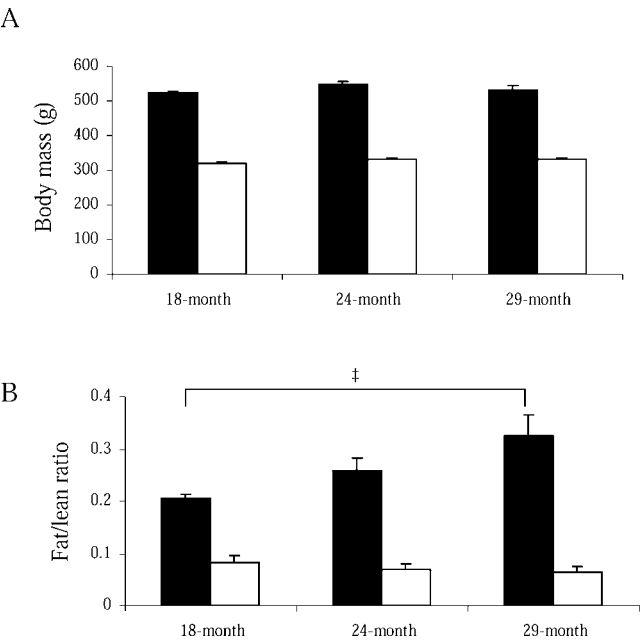 A
Body mass (g)
600
500
400
300
200
100
0
18-month
24-month
29-month
B
Fat/lean ratio
‡
0.4
0.3
0.2
0.1
0
18-month
24-month
29-month